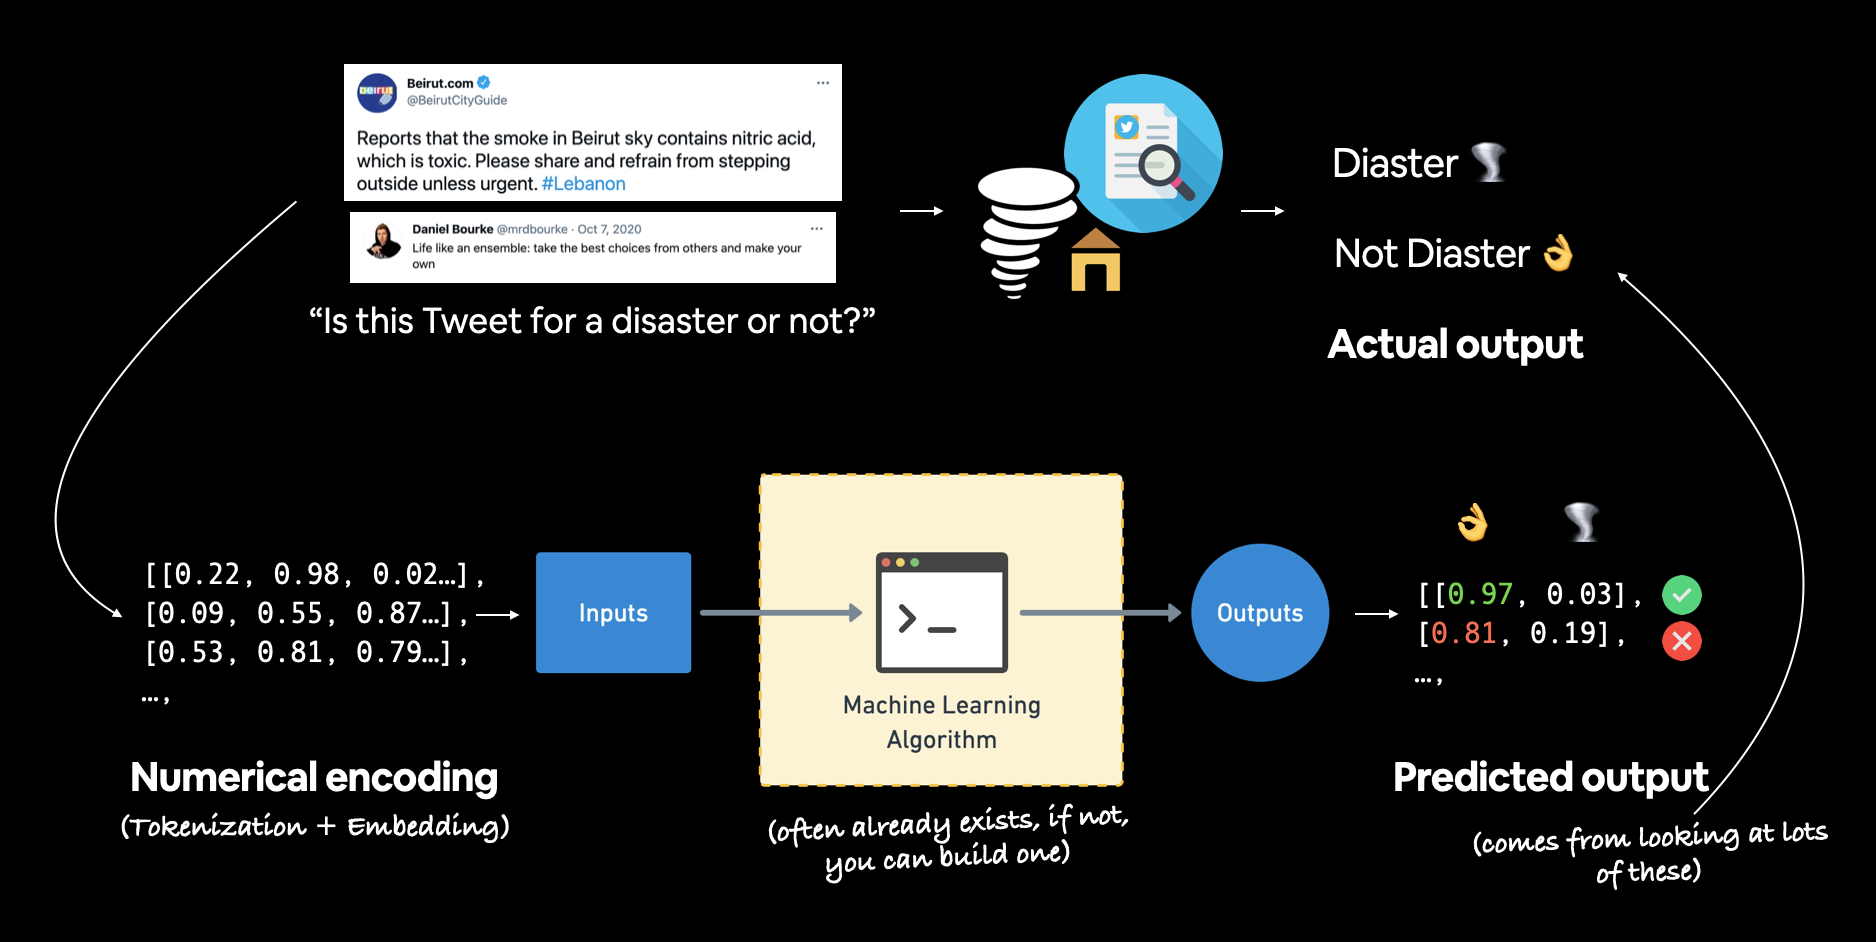 Beirut.com
@BeirutCityGuide
Reports that the smoke in Beirut sky contains nitric acid,
which is toxic. Please share and refrain from stepping
outside unless urgent. #Lebanon
Daniel Bourke @mrdbourke · Oct 7, 2020
Life like an ensemble: take the best choices from others and make your
own
“Is this Tweet for a disaster or not?”
Diaster
Not Diaster
Actual output
[[0.22, 0.98, 0.02…],
[0.09, 0.55, 0.87…],
[0.53, 0.81, 0.79…],
…,
Numerical encoding
(Tokenization + Embedding)
Inputs
Machine Learning
Algorithm
(often already exists, if not,
you can build one)
Outputs
[[0.97, 0.03],
[0.81, 0.19],
…,
Predicted output
(comes from looking at lots
of these)